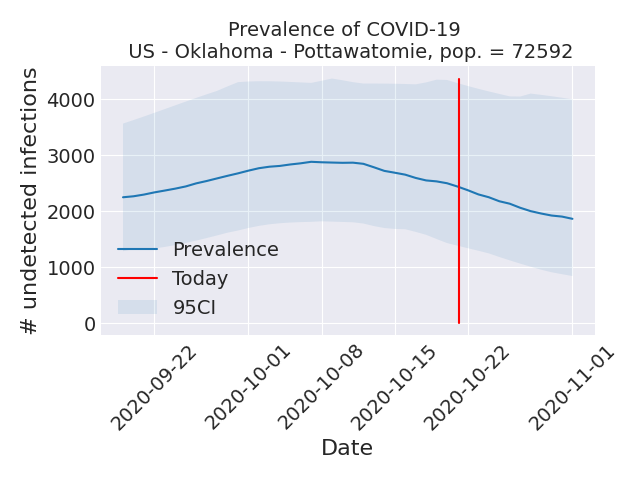 Prevalence of COVID-19
US - Oklahoma - Pottawatomie, pop. = 72592
# undetected infections
4000
3000
2000
1000
0
Prevalence
Today
95CI
2020-09-22
2020-10-01
2020-10-08
2020-10-15
2020-10-22
2020-11-01
Date